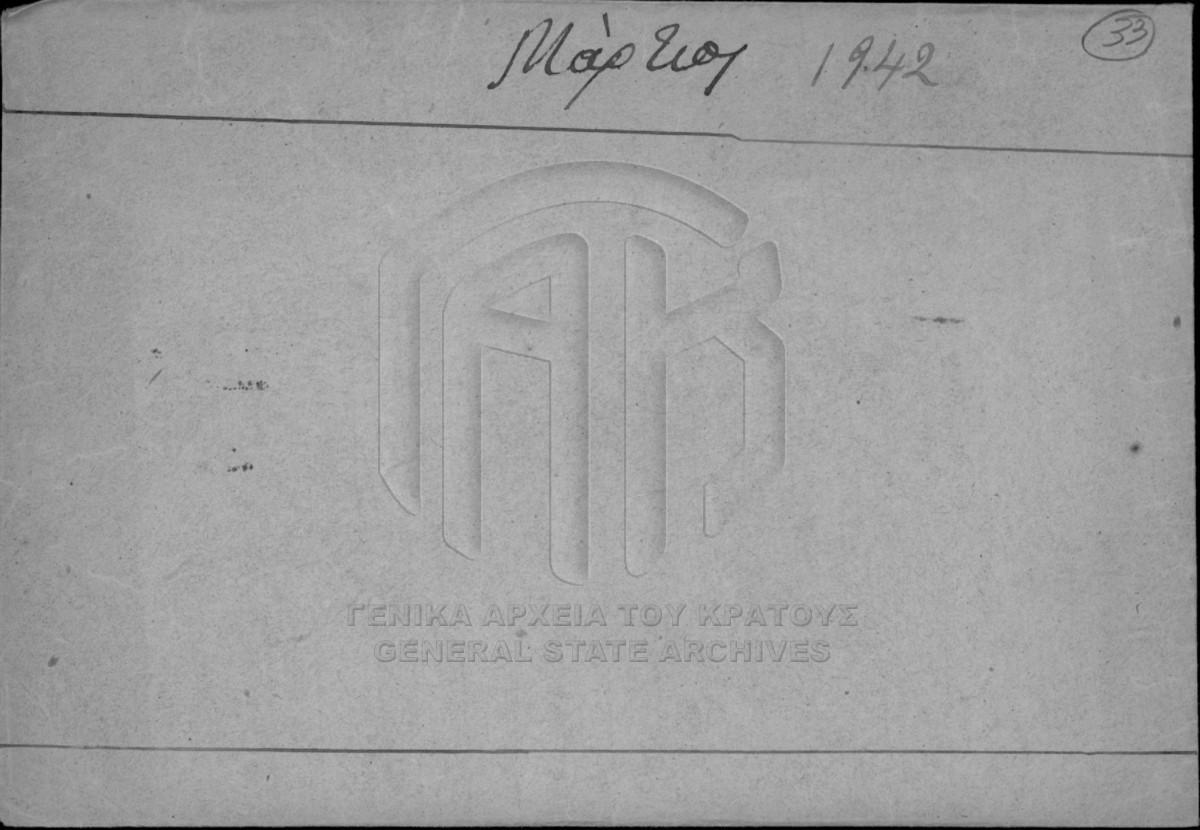 Μάρτιος 1942
33
ΓΕΝΙΚΑ ΑΡΧΕΙΑ ΤΟΥ ΚΡΑΤΟΥΣ
GENERAL STATE ARCHIVES